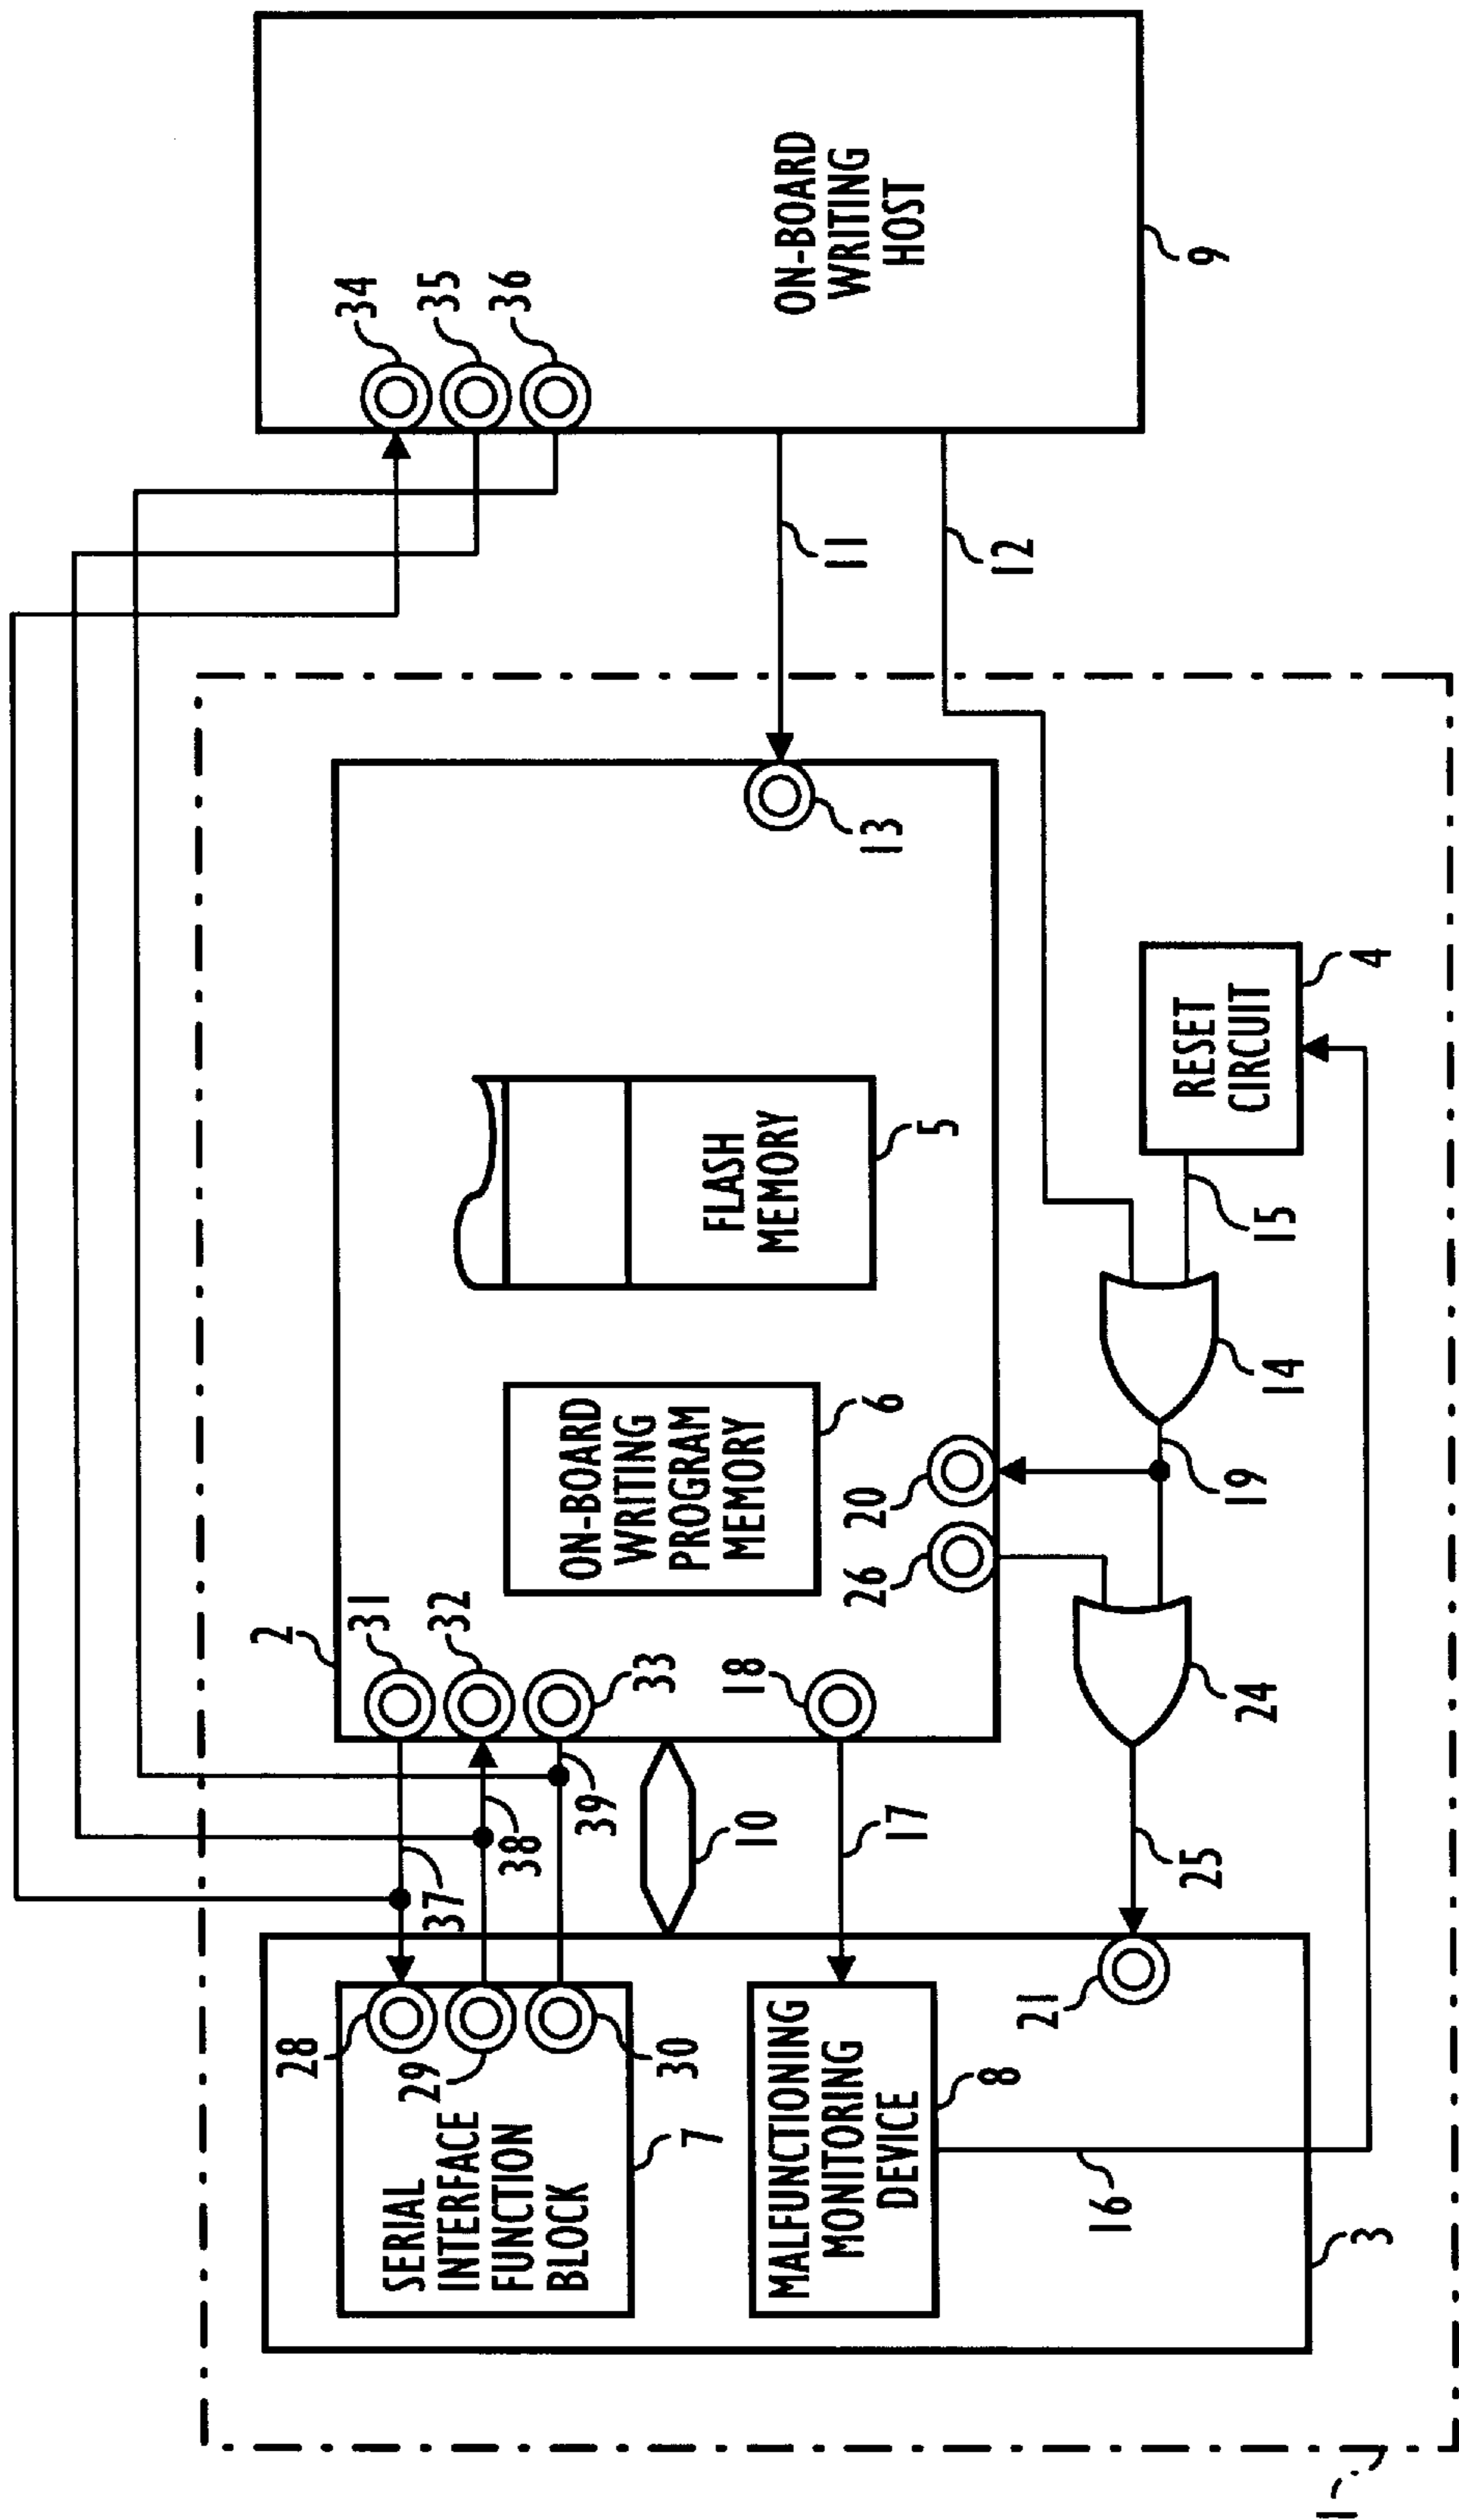 34
35
36
ON-BOARD
WRITING
HOST
9
11
12
13
2
31
32
33
18
ON-BOARD
WRITING
PROGRAM
MEMORY
6
FLASH
MEMORY
5
26
20
RESET
CIRCUIT
4
15
14
19
24
25
37
38
39
10
17
28
29
30
SERIAL
INTERFACE
FUNCTION
BLOCK
7
MALFUNCTIONING
MONITORING
DEVICE
8
21
16
3
1